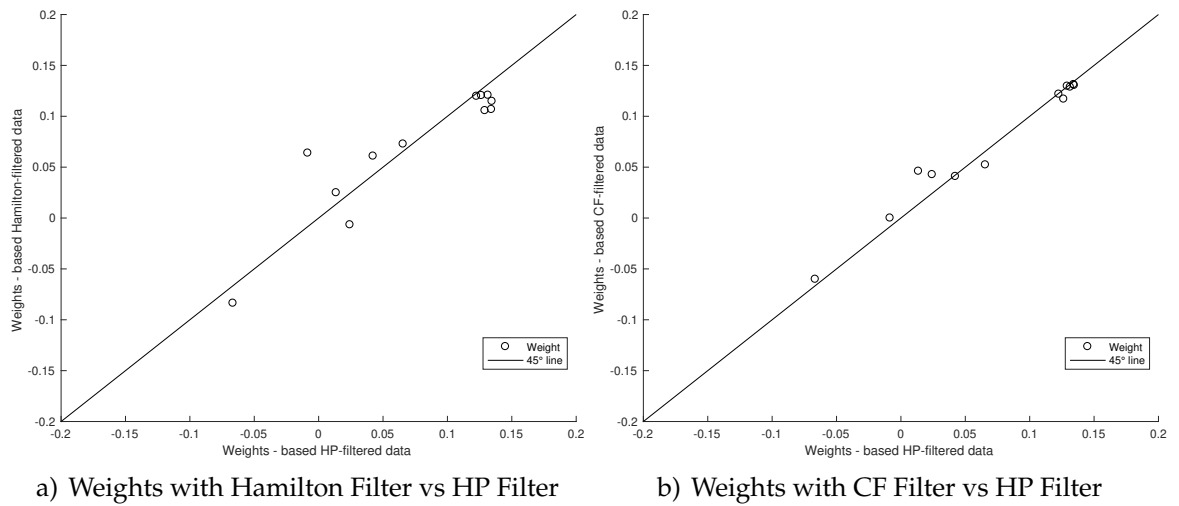 0.2
0.15
0.1
0.05
0
-0.05
-0.1
-0.15
-0.2
Weights - based Hamilton-filtered data
-0.2 -0.15 -0.1 -0.05 0 0.05 0.1 0.15 0.2
Weights - based HP-filtered data
Weight
45° line
a) Weights with Hamilton Filter vs HP Filter
0.2
0.15
0.1
0.05
0
-0.05
-0.1
-0.15
-0.2
Weights - based CF-filtered data
-0.2 -0.15 -0.1 -0.05 0 0.05 0.1 0.15 0.2
Weights - based HP-filtered data
Weight
45° line
b) Weights with CF Filter vs HP Filter